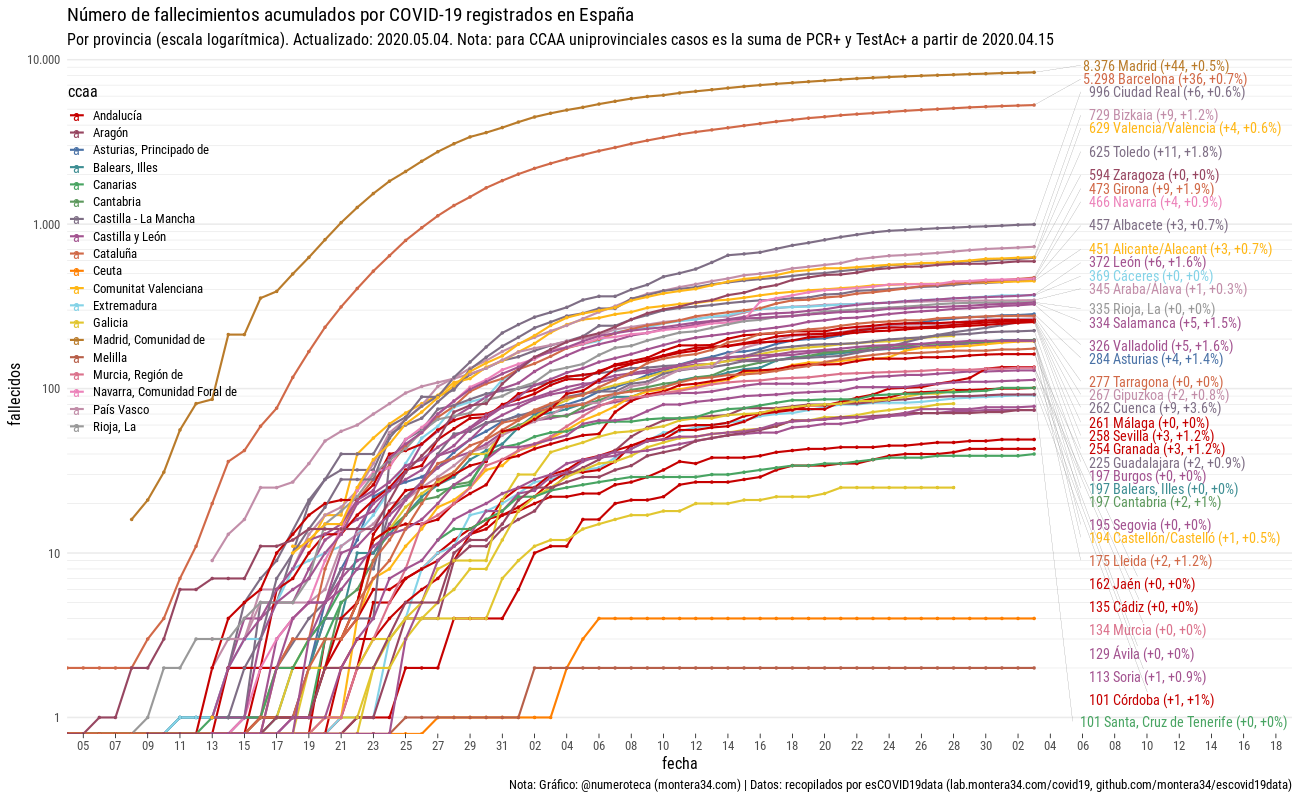 Número de fallecimientos acumulados por COVID-19 registrados en España
Por provincia (escala logarítmica). Actualizado: 2020.05.04. Nota: para CCAA uniprovinciales casos es la suma de PCR+ y TestAc+ a partir de 2020.04.15
10.000
1.000
100
10
1
fallecidos
ccaa
Andalucía
Aragón
Asturias, Principado de
Balears, Illes
Canarias
Cantabria
Castilla - La Mancha
Castilla y León
Cataluña
Ceuta
Comunitat Valenciana
Extremadura
Galicia
Madrid, Comunidad de
Melilla
Murcia, Región de
Navarra, Comunidad Foral de
País Vasco
Rioja, La
8.376 Madrid (+44, +0.5%)
5.298 Barcelona (+36, +0.7%)
996 Ciudad Real (+6, +0.6%)
729 Bizkaia (+9, +1.2%)
629 Valencia/València (+4, +0.6%)
625 Toledo (+11, +1.8%)
594 Zaragoza (+0, +0%)
473 Girona (+9, +1.9%)
466 Navarra (+4, +0.9%)
457 Albacete (+3, +0.7%)
451 Alicante/Alacant (+3, +0.7%)
372 León (+6, +1.6%)
369 Cáceres (+0, +0%)
345 Araba/Álava (+1, +0.3%)
335 Rioja, La (+0, +0%)
334 Salamanca (+5, +1.5%)
326 Valladolid (+5, +1.6%)
284 Asturias (+4, +1.4%)
277 Tarragona (+0, +0%)
267 Gipuzkoa (+2, +0.8%)
262 Cuenca (+9, +3.6%)
261 Málaga (+0, +0%)
258 Sevilla (+3, +1.2%)
254 Granada (+3, +1.2%)
225 Guadalajara (+2, +0.9%)
197 Burgos (+0, +0%)
197 Balears, Illes (+0, +0%)
197 Cantabria (+2, +1%)
195 Segovia (+0, +0%)
194 Castellón/Castelló (+1, +0.5%)
175 Lleida (+2, +1.2%)
162 Jaén (+0, +0%)
135 Cádiz (+0, +0%)
134 Murcia (+0, +0%)
129 Ávila (+0, +0%)
113 Soria (+1, +0.9%)
101 Córdoba (+1, +1%)
101 Santa, Cruz de Tenerife (+0, +0%)
05 07 09 11 13 15 17 19 21 23 25 27 29 31 02 04 06 08 10 12 14 16 18 20 22 24 26 28 30 02 04 06 08 10 12 14 16 18
fecha
Nota: Gráfico: @numeroteca (montera34.com) | Datos: recopilados por esCOVID19data (lab.montera34.com/covid19, github.com/montera34/escovid19data)